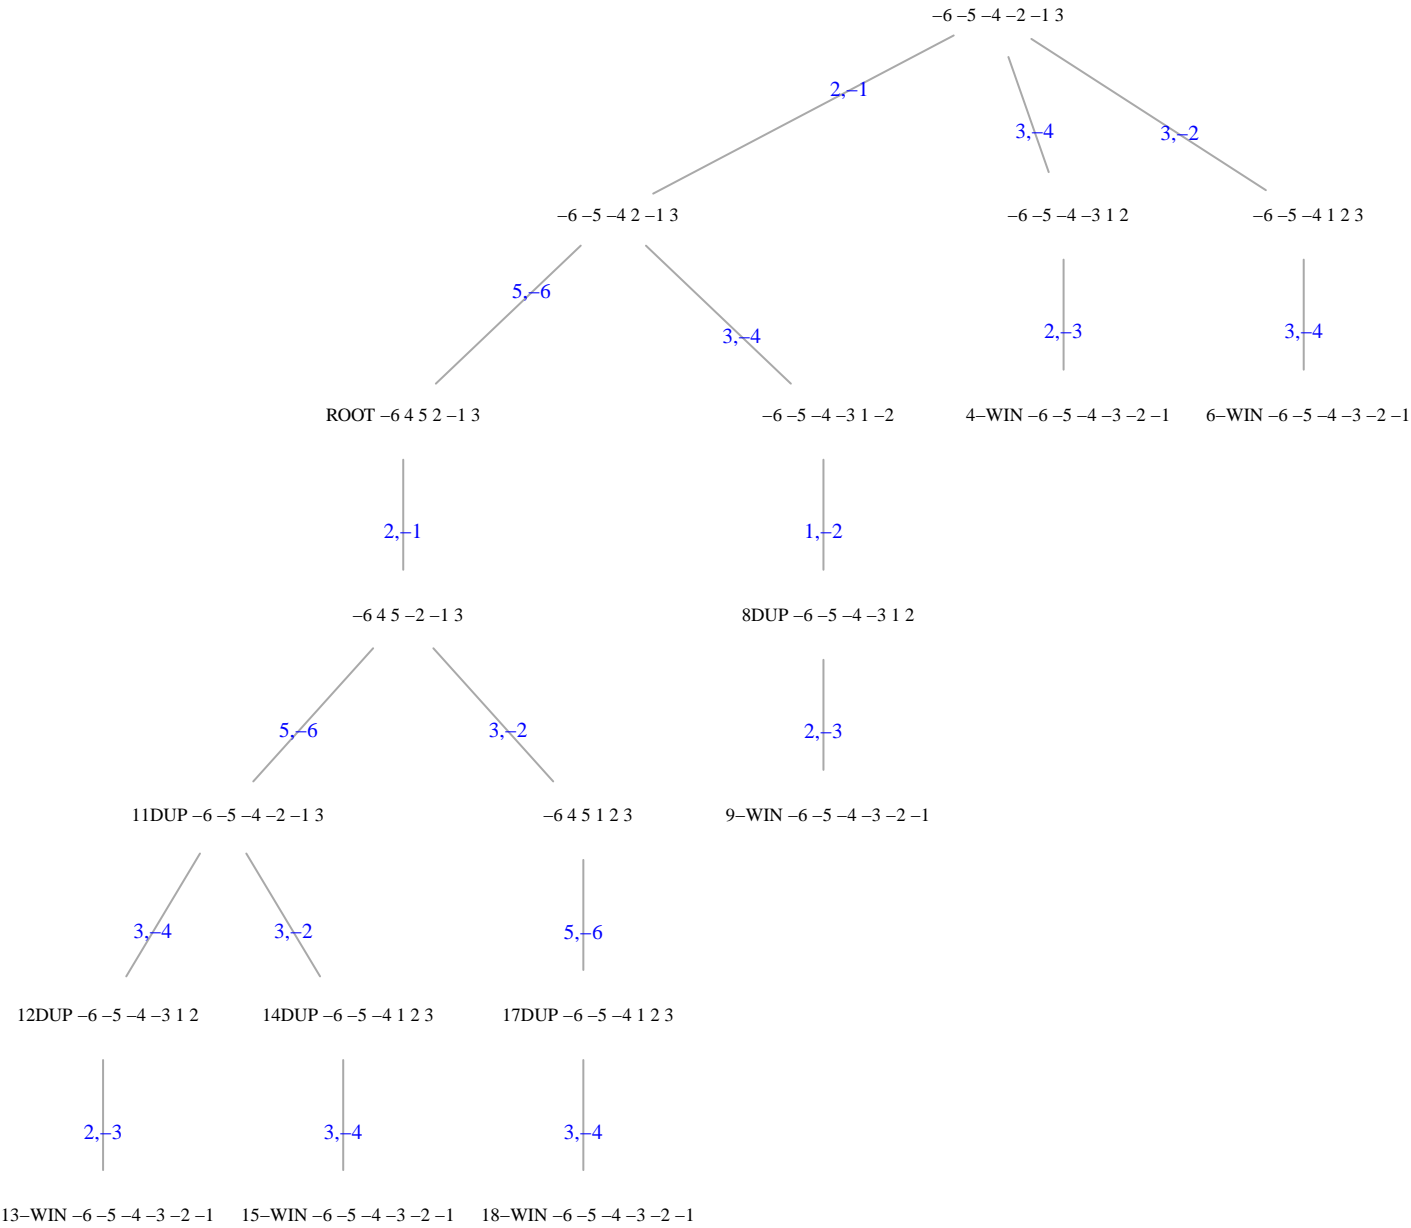 –6 –5 –4 –2 –1 3
2,–1
3,–4
3,–2
–6 –5 –4 2 –1 3
–6 –5 –4 –3 1 2
–6 –5 –4 1 2 3
5,–6
3,–4
2,–3
3,–4
ROOT –6 4 5 2 –1 3
–6 –5 –4 –3 1 –2
4–WIN –6 –5 –4 –3 –2 –1
6–WIN –6 –5 –4 –3 –2 –1
2,–1
1,–2
–6 4 5 –2 –1 3
8DUP –6 –5 –4 –3 1 2
5,–6
3,–2
2,–3
11DUP –6 –5 –4 –2 –1 3
–6 4 5 1 2 3
9–WIN –6 –5 –4 –3 –2 –1
3,–4
3,–2
5,–6
12DUP –6 –5 –4 –3 1 2
14DUP –6 –5 –4 1 2 3
17DUP –6 –5 –4 1 2 3
2,–3
3,–4
3,–4
13–WIN –6 –5 –4 –3 –2 –1
15–WIN –6 –5 –4 –3 –2 –1
18–WIN –6 –5 –4 –3 –2 –1